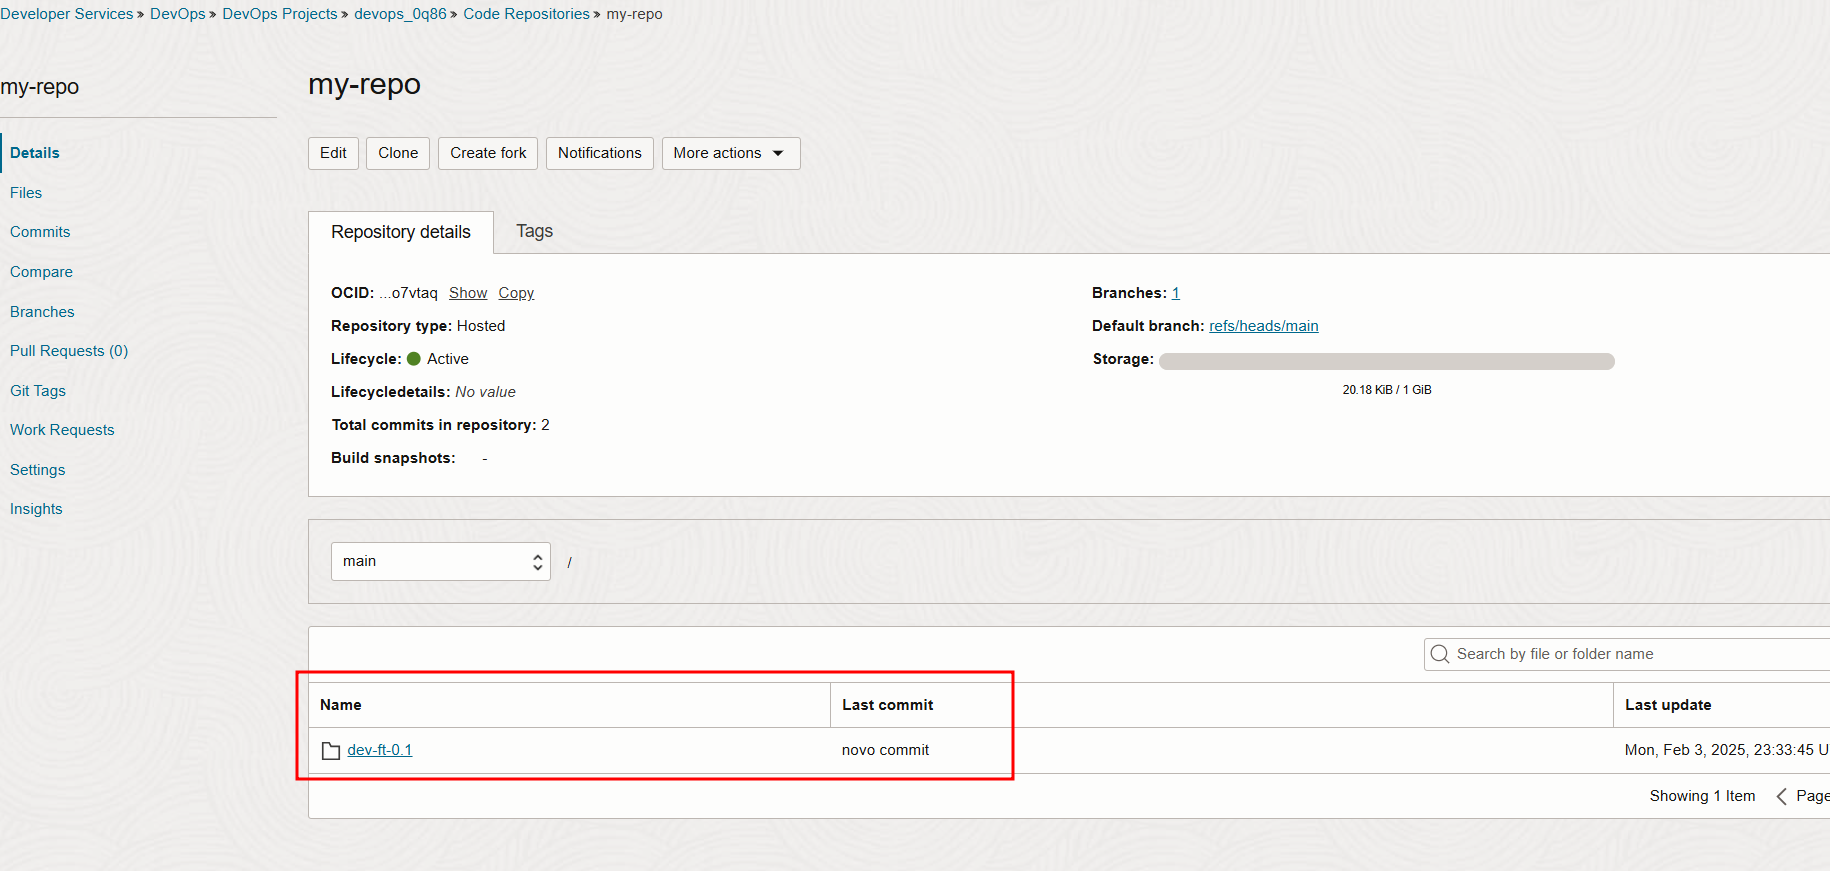 Developer Services » DevOps » DevOps Projects » devops_0q86 » Code Repositories » my-repo
my-repo
Details
Files
Commits
Compare
Branches
Pull Requests (0)
Git Tags
Work Requests
Settings
Insights
my-repo
Edit Clone Create fork Notifications More actions
Repository details Tags
OCID: ...o7vtaq Show Copy
Repository type: Hosted
Lifecycle: Active
Lifecycledetails: No value
Total commits in repository: 2
Build snapshots: -
Branches: 1
Default branch: refs/heads/main
Storage:
20.18 KiB / 1 GiB
main /
Search by file or folder name
Name Last commit Last update
dev-ft-0.1 novo commit Mon, Feb 3, 2025, 23:33:45 U
Showing 1 Item Page